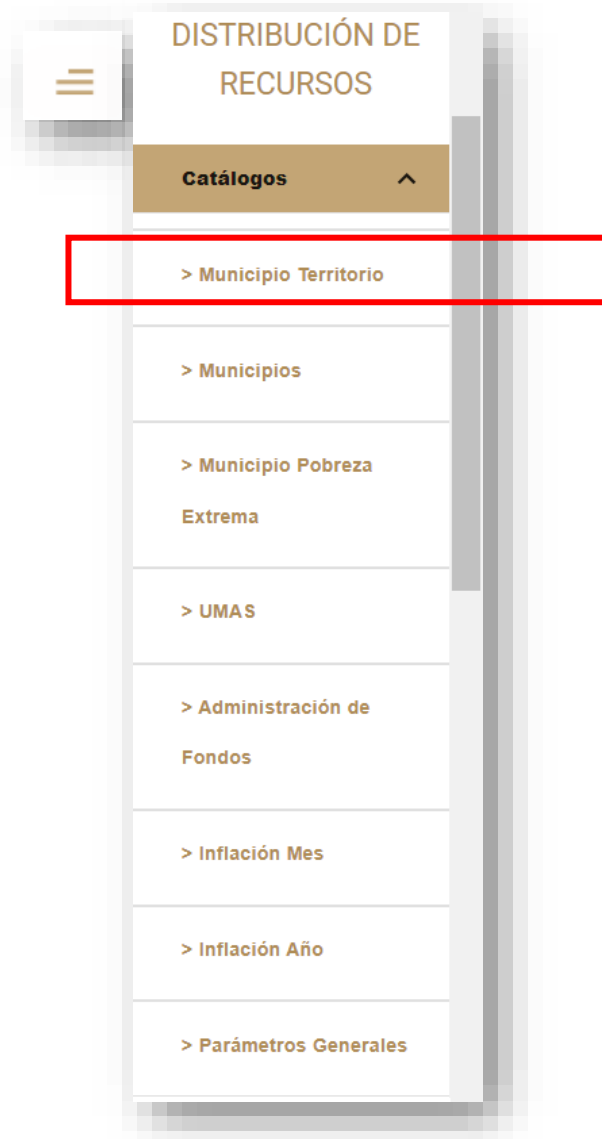 DISTRIBUCIÓN DE
RECURSOS
Catálogos
> Municipio Territorio
> Municipios
> Municipio Pobreza
Extrema
> UMAS
> Administración de
Fondos
> Inflación Mes
> Inflación Año
> Parámetros Generales